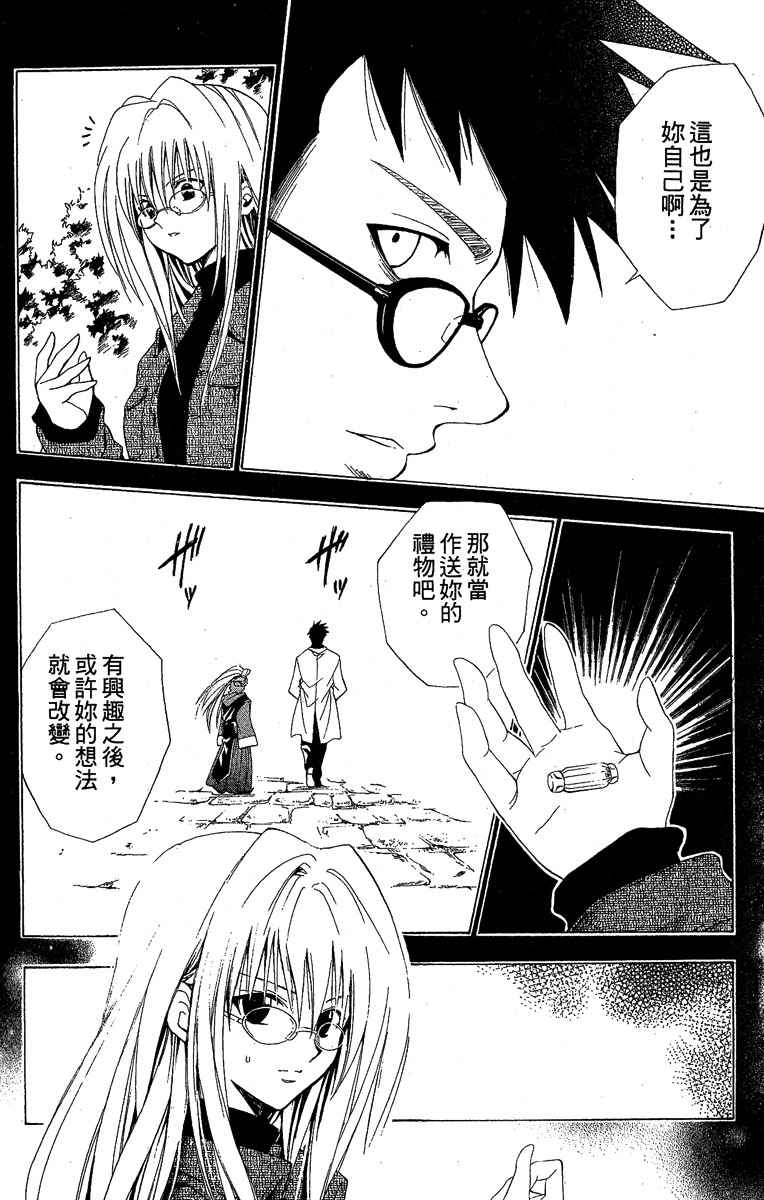 這也是為了
妳自己啊…
那就當
作送妳的
禮物吧。
有興趣之後，
或許妳的想法
就會改變。